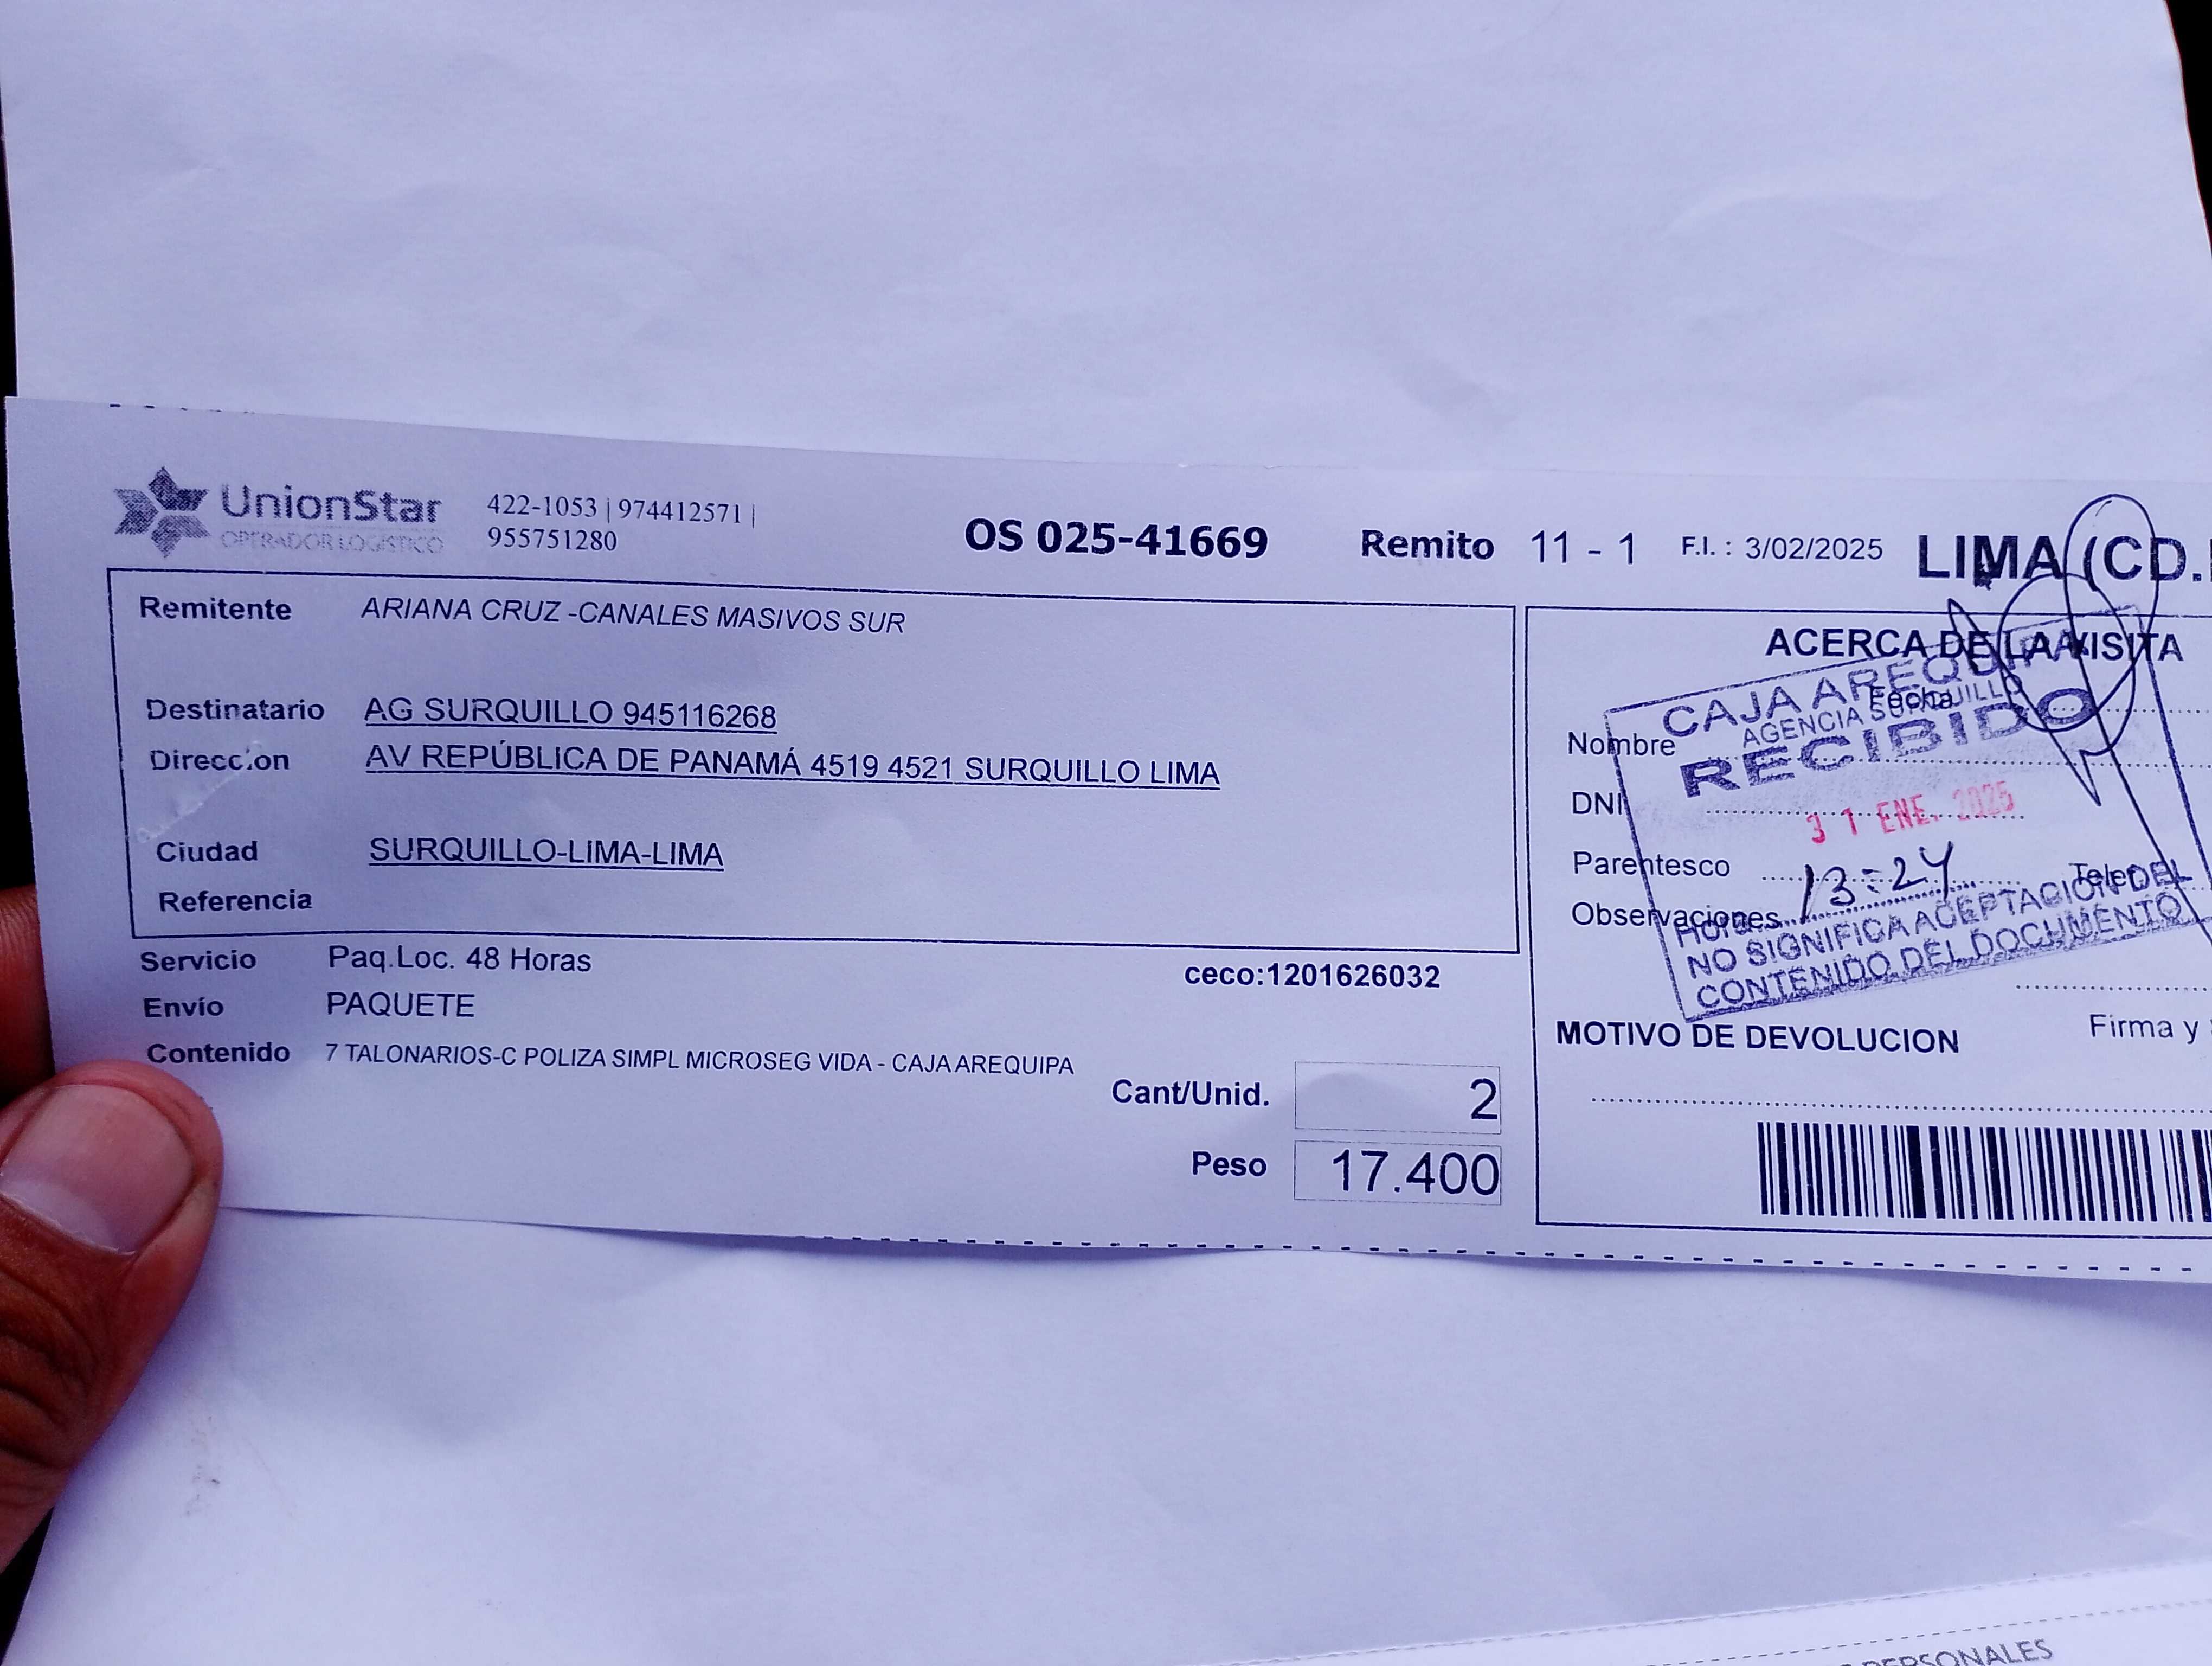 UnionStar
OPERADOR LOGISTICO
422-1053 | 974412571 |
955751280
OS 025-41669
Remito 11 - 1
F.I. : 3/02/2025
LIMA (CD.
Remitente ARIANA CRUZ -CANALES MASIVOS SUR
Destinatario AG SURQUILLO 945116268
Direccion AV REPÚBLICA DE PANAMÁ 4519 4521 SURQUILLO LIMA
Ciudad SURQUILLO-LIMA-LIMA
Referencia
Servicio Paq.Loc. 48 Horas
ceco:1201626032
Envío PAQUETE
Contenido 7 TALONARIOS-C POLIZA SIMPL MICROSEG VIDA - CAJA AREQUIPA
Cant/Unid. 2
Peso 17.400
ACERCA DE LA VISITA
Fecha
Nombre
DNI
Parentesco
Observaciones
CAJA AREQUIPA
AGENCIA SURQUILLO
RECIBIDO
31 ENE. 2025
13:24
NO SIGNIFICA ACEPTACION DEL
CONTENIDO DEL DOCUMENTO
Firma y
MOTIVO DE DEVOLUCION
PERSONALES